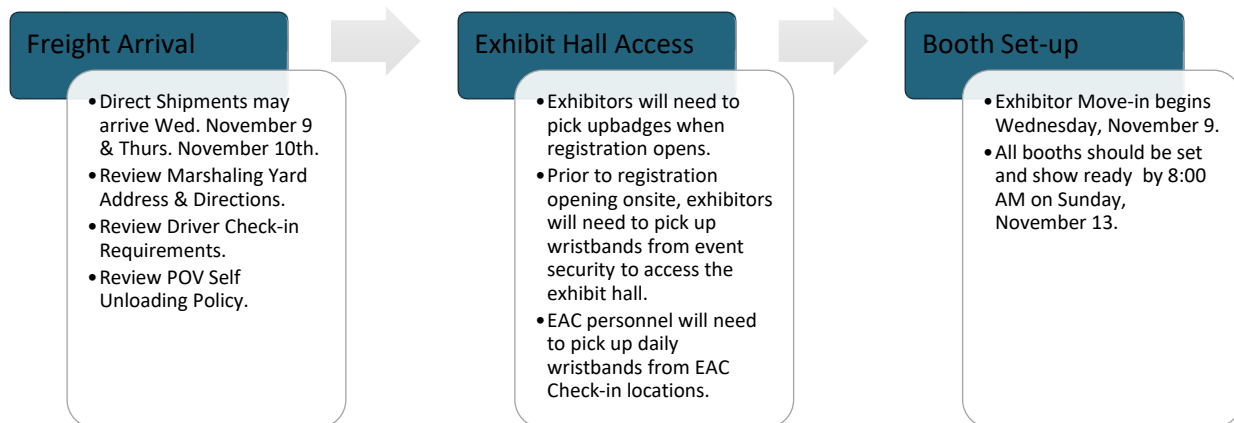 Freight Arrival
•Direct Shipments may
arrive Wed. November 9
& Thurs. November 10th.
•Review Marshaling Yard
Address & Directions.
•Review Driver Check-in
Requirements.
•Review POV Self
Unloading Policy.
Exhibit Hall Access
•Exhibitors will need to
pick upbadges when
registration opens.
•Prior to registration
opening onsite, exhibitors
will need to pick up
wristbands from event
security to access the
exhibit hall.
•EAC personnel will need
to pick up daily
wristbands from EAC
Check-in locations.
Booth Set-up
•Exhibitor Move-in begins
Wednesday, November 9.
•All booths should be set
and show ready  by 8:00
AM on Sunday,
November 13.